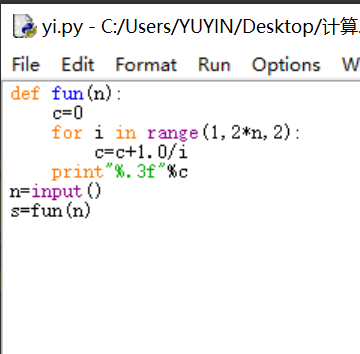 yi.py - C:/Users/YUYIN/Desktop/计算
File Format Run Options W
def fun(n):
    c=0
    for i in range(1,2*n,2):
        c=c+1.0/i
    print"%.3f"%c
n=input()
s=fun(n)